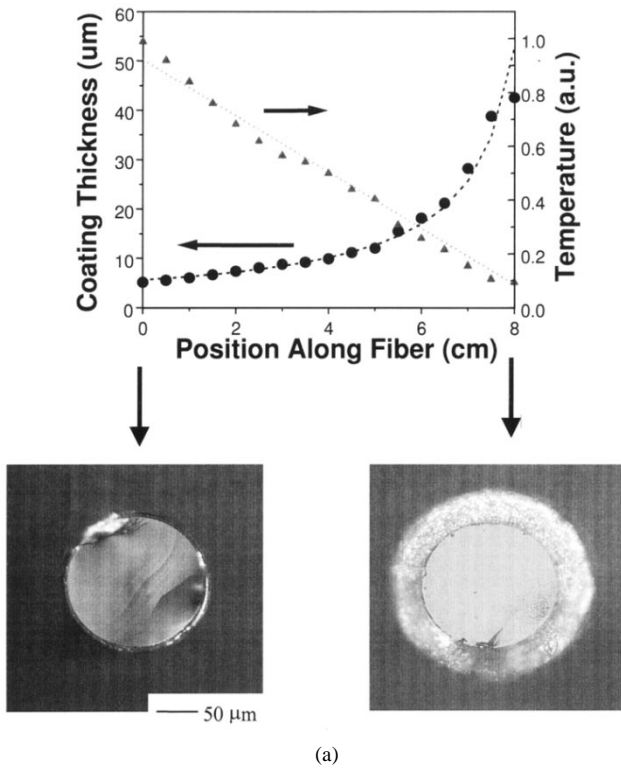 60
50
40
30
20
10
0
Coating Thickness (um)
1.0
0.8
0.6
0.4
0.2
0.0
Temperature (a.u.)
0 2 4 6 8
Position Along Fiber (cm)
50 μm
(a)